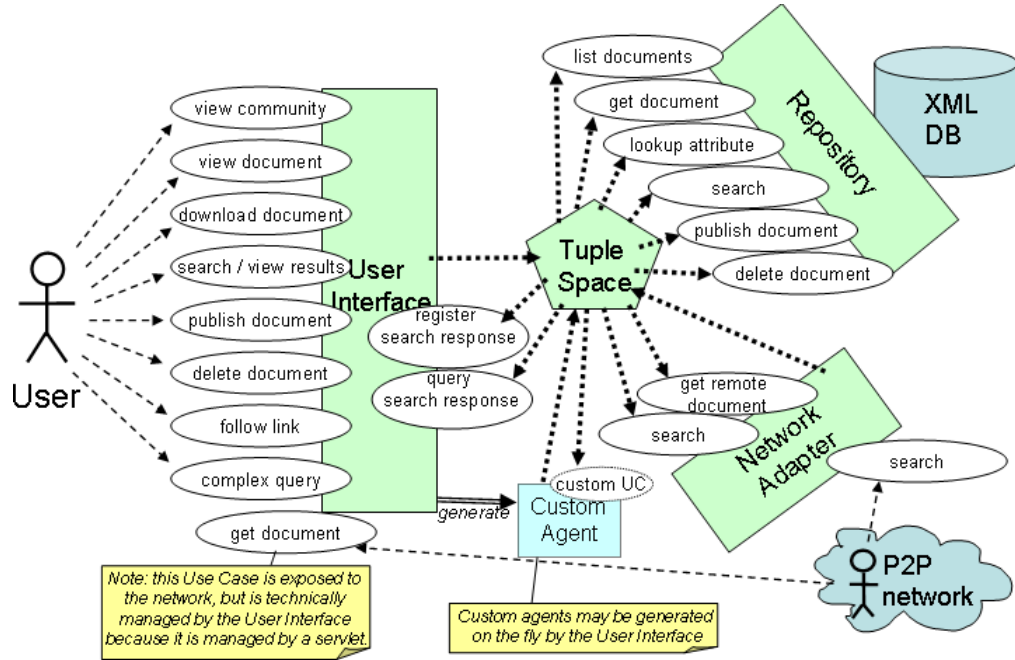 list documents
get document
lookup attribute
search
publish document
delete document
Repository
XML
DB
view community
view document
download document
search / view results
publish document
delete document
follow link
complex query
get document
User
User
Interface
Tuple
Space
register
search response
query
search response
get remote
document
search
Network
Adapter
search
custom UC
generate
Custom
Agent
P2P
network
Note: this Use Case is exposed to
the network, but is technically
managed by the User Interface
because it is managed by a servlet.
Custom agents may be generated
on the fly by the User Interface